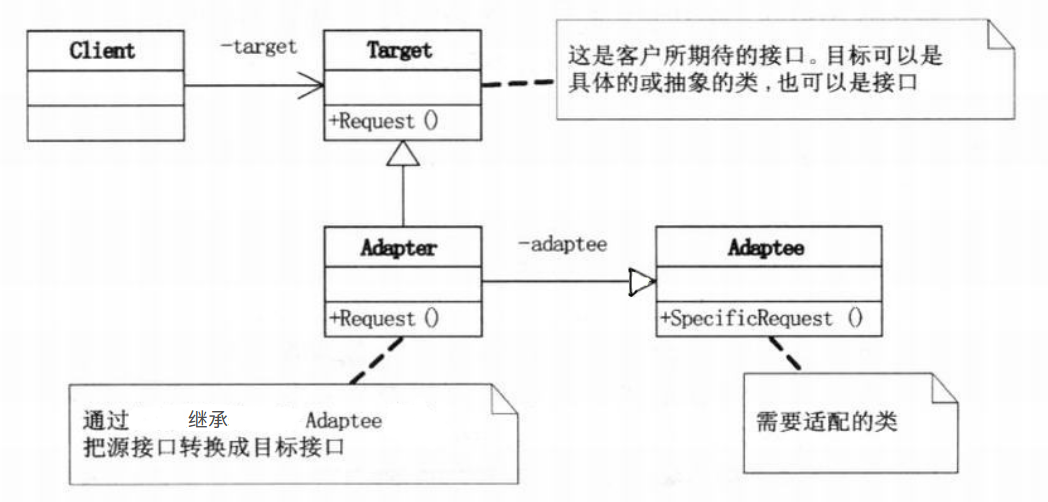 Client
-target
Target
+Request()
这是客户所期待的接口。目标可以是
具体的或抽象的类,也可以是接口
Adapter
+Request()
-adaptee
Adaptee
+SpecificRequest ()
通过 继承 Adaptee
把源接口转换成目标接口
需要适配的类